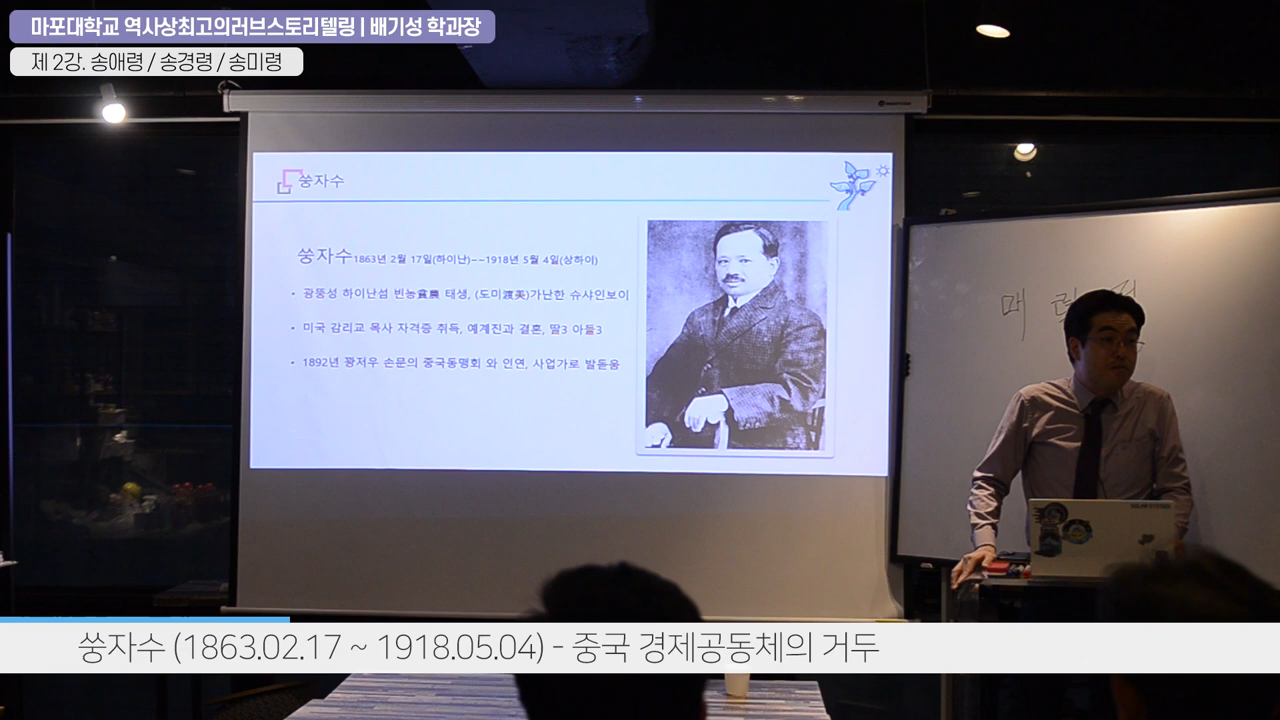 마포대학교 역사상최고의러브스토리텔링 | 배기성 학과장
제 2강. 송애령 / 송경령 / 송미령
쑹자수
쑹자수1863년 2월 17일(하이난)~~1918년 5월 4일(상하이)
• 광뚱성 하이난섬 빈농貧農 태생, (도미渡美)가난한 슈샤인보이
• 미국 감리교 목사 자격증 취득, 예계진과 결혼, 딸3 아들3
• 1892년 꽝저우 손문의 중국동맹회 와 인연, 사업가로 발돋움
매
쑹자수 (1863.02.17 ~ 1918.05.04) - 중국 경제공동체의 거두